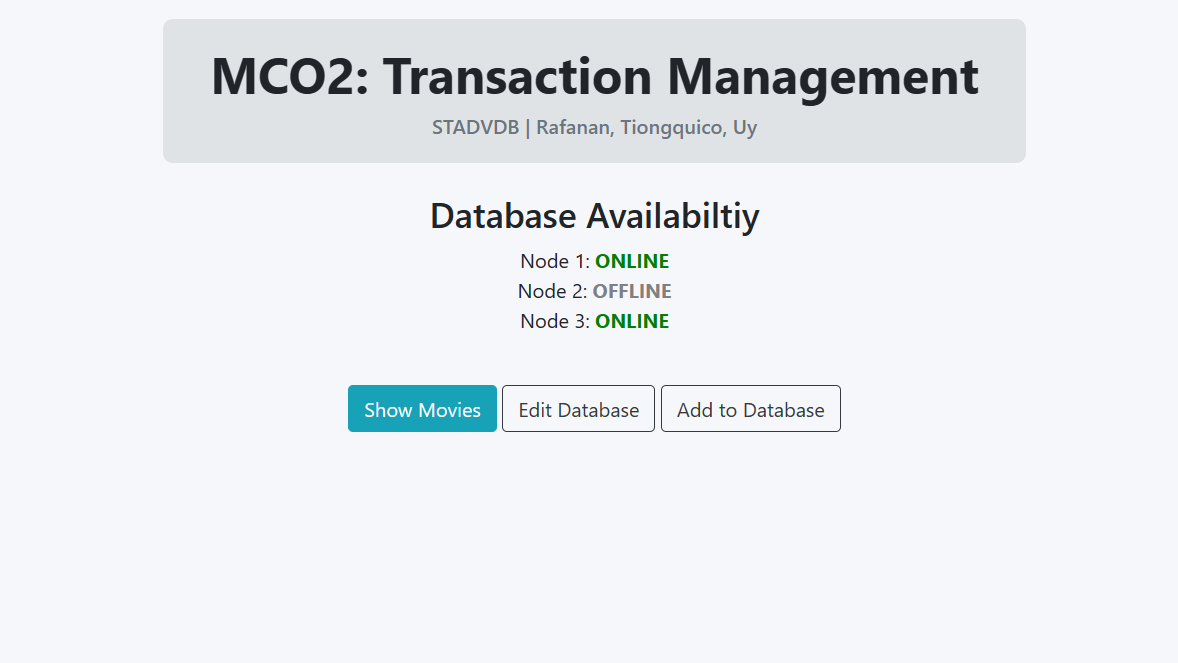 MCO2: Transaction Management
STADVDB | Rafanan, Tiongquico, Uy
Database Availabiltiy
Node 1: ONLINE
Node 2: OFFLINE
Node 3: ONLINE
Show Movies Edit Database Add to Database